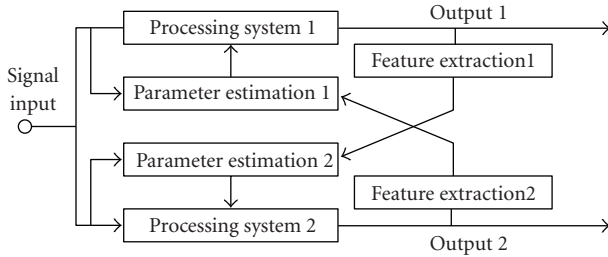 Output 1
Processing system 1
Feature extraction1
Signal
input
Parameter estimation 1
Parameter estimation 2
Feature extraction2
Processing system 2
Output 2